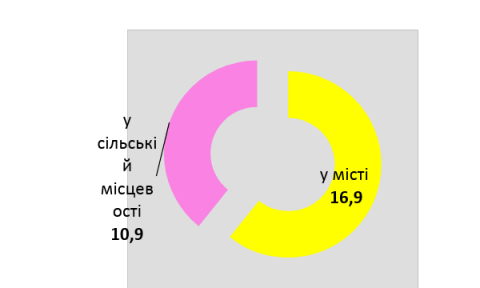 у
сільські
й
місцев
ості
10,9
у місті
16,9